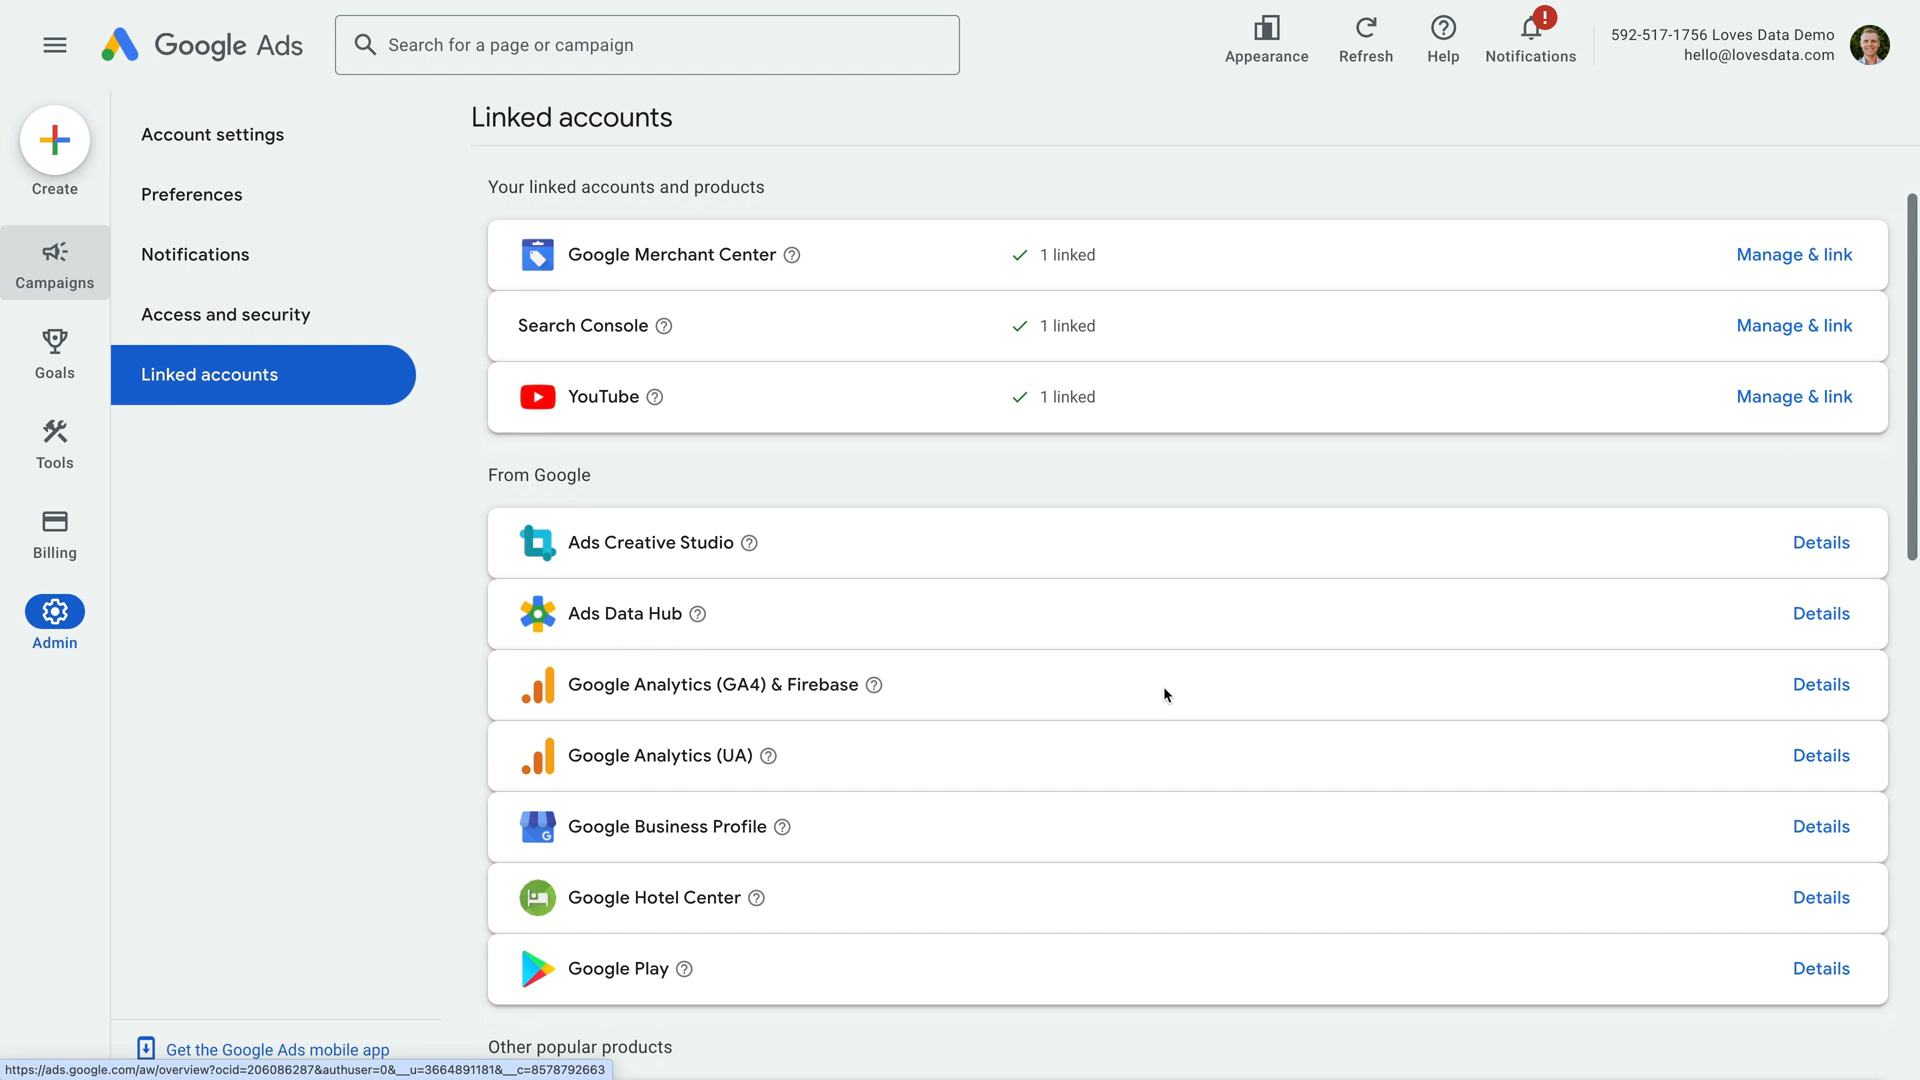 Google Ads
Search for a page or campaign
Appearance
Refresh
Help
!
Notifications
592-517-1756 Loves Data Demo
hello@lovesdata.com
Create
Campaigns
Goals
Tools
Billing
Admin
Account settings
Preferences
Notifications
Access and security
Linked accounts
Get the Google Ads mobile app
Linked accounts
Your linked accounts and products
Google Merchant Center ? 1 linked Manage & link
Search Console ? 1 linked Manage & link
YouTube ? 1 linked Manage & link
From Google
Ads Creative Studio ? Details
Ads Data Hub ? Details
Google Analytics (GA4) & Firebase ? Details
Google Analytics (UA) ? Details
Google Business Profile ? Details
Google Hotel Center ? Details
Google Play ? Details
Other popular products
https://ads.google.com/aw/overview?ocid=206086287&authuser=0&__u=3664891181&__c=8578792663